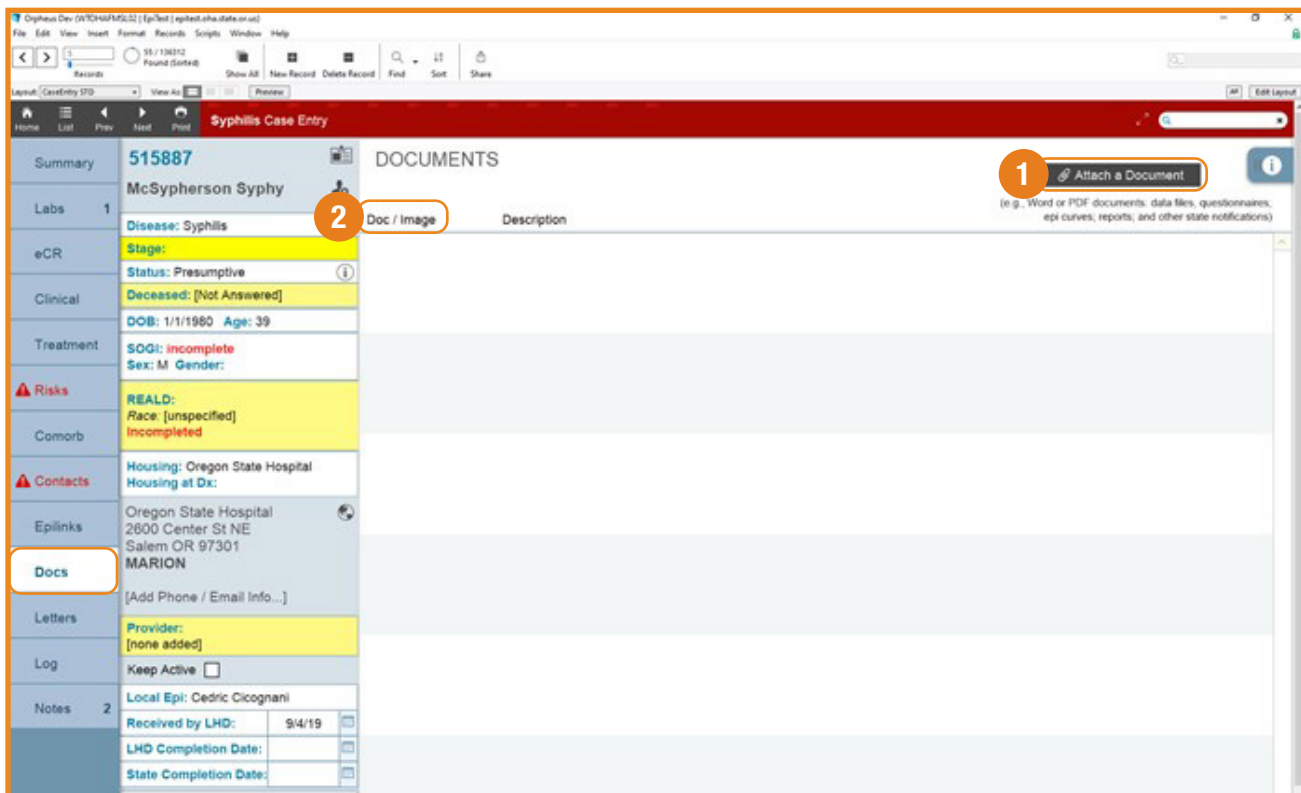 Orpheus Dev (WTOHAFMSL02 | EpiTest | epitest.oha.state.or.us)
File Edit View Insert Format Records Scripts Window Help
5
55 / 136312
Found (Sorted)
Records
Show All New Record Delete Record Find Sort Share
Layout: CaseEntry STD View As: Preview Edit Layout
Home List Prev Next Print Syphilis Case Entry
Summary
Labs 1
eCR
Clinical
Treatment
Risks
Comorb
Contacts
Epilinks
Docs
Letters
Log
Notes 2
515887
McSypherson Syphy
Disease: Syphilis
Stage:
Status: Presumptive
Deceased: [Not Answered]
DOB: 1/1/1980 Age: 39
SOGI: incomplete
Sex: M Gender:
REALD:
Race: [unspecified]
Incompleted
Housing: Oregon State Hospital
Housing at Dx:
Oregon State Hospital
2600 Center St NE
Salem OR 97301
MARION
[Add Phone / Email Info...]
Provider:
[none added]
Keep Active
Local Epi: Cedric Cicognani
Received by LHD: 9/4/19
LHD Completion Date:
State Completion Date:
DOCUMENTS
1 Attach a Document
(e.g., Word or PDF documents: data files, questionnaires,
epi curves; reports; and other state notifications)
2 Doc / Image Description